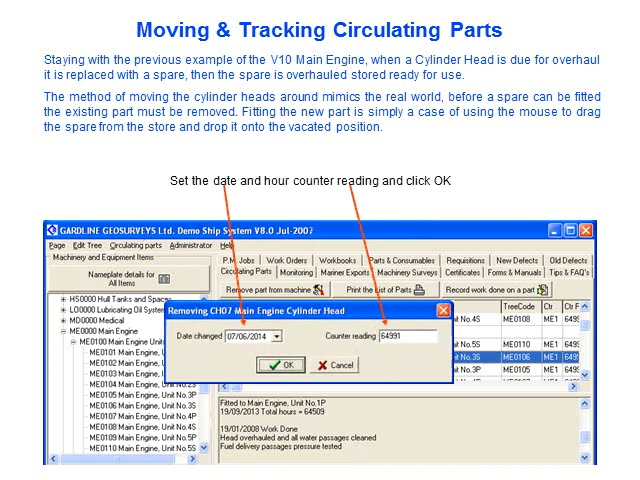 Moving & Tracking Circulating Parts
Staying with the previous example of the V10 Main Engine, when a Cylinder Head is due for overhaul
it is replaced with a spare, then the spare is overhauled stored ready for use.
The method of moving the cylinder heads around mimics the real world, before a spare can be fitted
the existing part must be removed. Fitting the new part is simply a case of using the mouse to drag
the spare from the store and drop it onto the vacated position.
Set the date and hour counter reading and click OK
GARDLINE GEOSURVEYS Ltd. Demo Ship System V8.0 Jul-2007
Page Edit Tree Circulating parts Administrator Help
Machinery and Equipment Items
P.M. Jobs Work Orders Workbooks Parts & Consumables Requisitions New Defects Old Defects
Circulating Parts Monitoring Mariner Exports Machinery Surveys Certificates Forms & Manuals Tips & FAQ's
Nameplate details for
All Items
Remove part from machine Print the List of Parts Record work done on a part
HS0000 Hull Tanks and Spaces
LO0000 Lubricating Oil System
MD0000 Medical
ME0000 Main Engine
ME0100 Main Engine Units
ME0101 Main Engine,
ME0102 Main Engine,
ME0103 Main Engine,
ME0104 Main Engine, Unit No.2S
ME0105 Main Engine, Unit No.3P
ME0106 Main Engine, Unit No.3S
ME0107 Main Engine, Unit No.4P
ME0108 Main Engine, Unit No.4S
ME0109 Main Engine, Unit No.5P
ME0110 Main Engine, Unit No.5S
TreeCode Ctr Ctr F
it No.4S ME0108 ME1 649
it No.5S ME0110 ME1 649
it No.3S ME0106 ME1 649
it No.4P ME0107 ME1 649
Removing CH07 Main Engine Cylinder Head
Date changed 07/06/2014 Counter reading 64991
OK Cancel
Fitted to Main Engine, Unit No.1P
19/09/2013 Total hours = 64509
19/01/2008 Work Done
Head overhauled and all water passages cleaned
Fuel delivery passages pressure tested